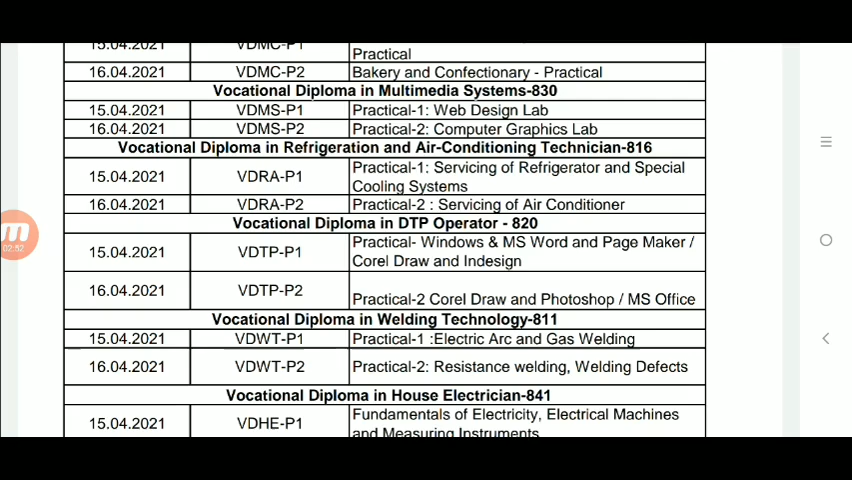 15.04.2021 VDMC-P1
Practical
16.04.2021 VDMC-P2 Bakery and Confectionary - Practical
Vocational Diploma in Multimedia Systems-830
15.04.2021 VDMS-P1 Practical-1: Web Design Lab
16.04.2021 VDMS-P2 Practical-2: Computer Graphics Lab
Vocational Diploma in Refrigeration and Air-Conditioning Technician-816
15.04.2021 VDRA-P1 Practical-1: Servicing of Refrigerator and Special
Cooling Systems
16.04.2021 VDRA-P2 Practical-2 : Servicing of Air Conditioner
Vocational Diploma in DTP Operator - 820
15.04.2021 VDTP-P1 Practical- Windows & MS Word and Page Maker /
Corel Draw and Indesign
16.04.2021 VDTP-P2 Practical-2 Corel Draw and Photoshop / MS Office
Vocational Diploma in Welding Technology-811
15.04.2021 VDWT-P1 Practical-1 :Electric Arc and Gas Welding
16.04.2021 VDWT-P2 Practical-2: Resistance welding, Welding Defects
Vocational Diploma in House Electrician-841
15.04.2021 VDHE-P1 Fundamentals of Electricity, Electrical Machines
and Measuring Instruments
02:52